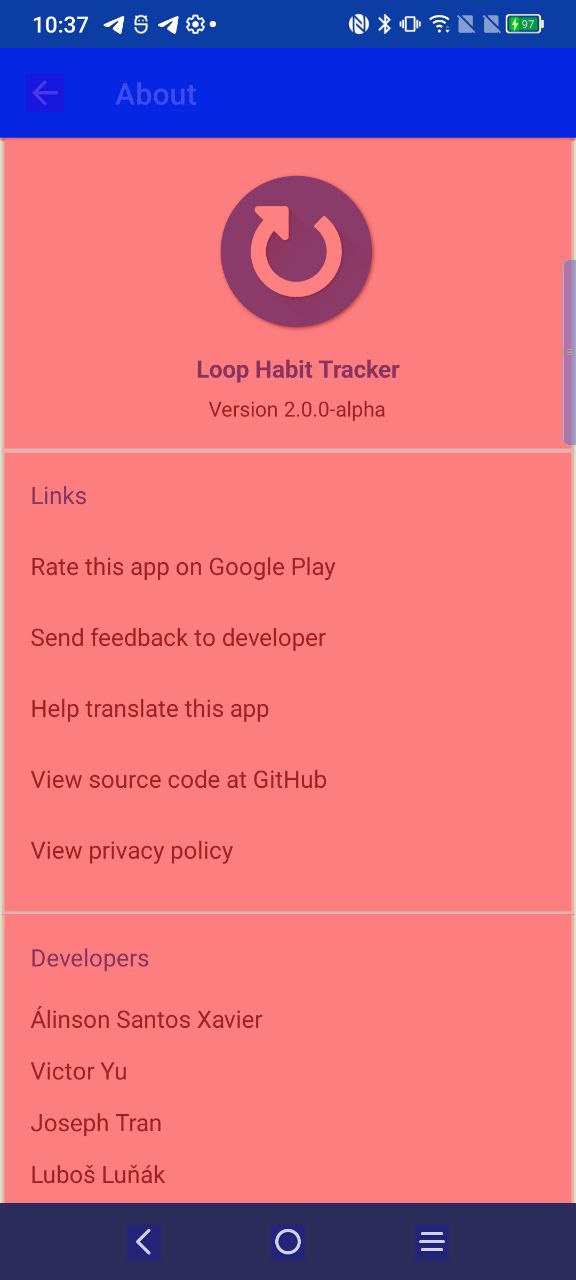 10:37
97
About
Loop Habit Tracker
Version 2.0.0-alpha
Links
Rate this app on Google Play
Send feedback to developer
Help translate this app
View source code at GitHub
View privacy policy
Developers
Álinson Santos Xavier
Victor Yu
Joseph Tran
Luboš Luňák